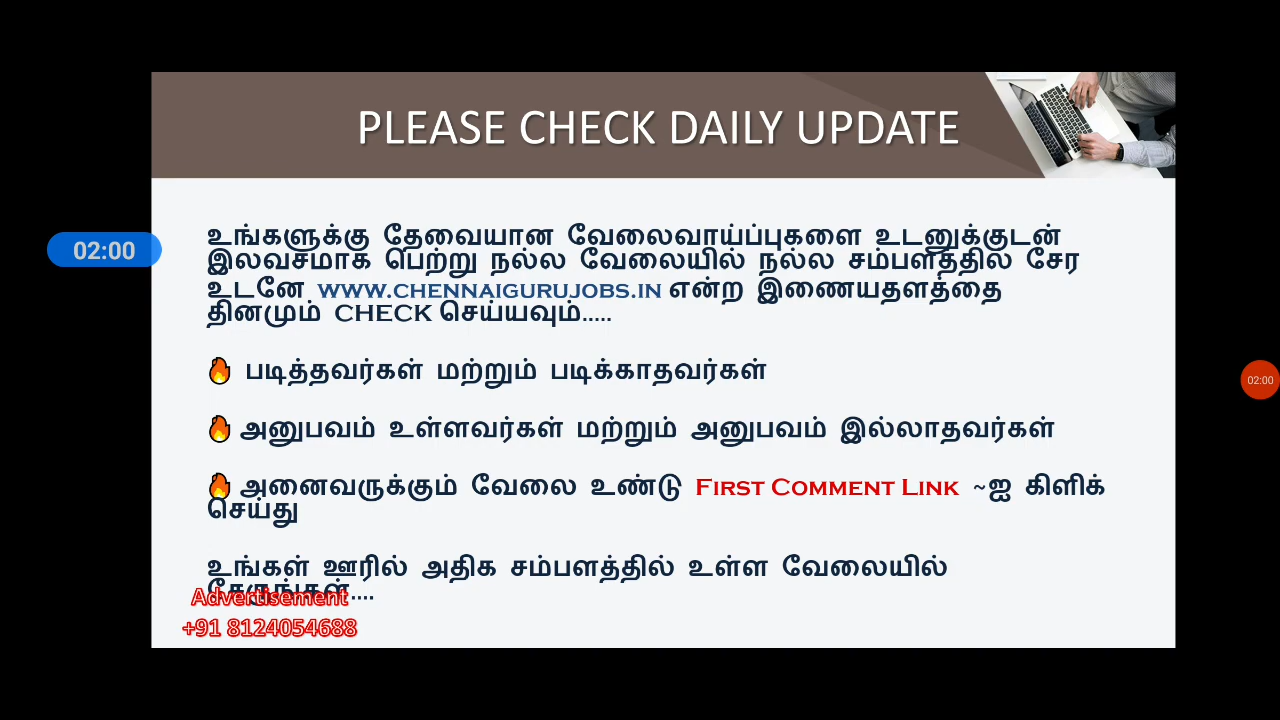 PLEASE CHECK DAILY UPDATE
உங்களுக்கு தேவையான வேலைவாய்ப்புகளை உடனுக்குடன்
இலவசமாக பெற்று நல்ல வேலையில் நல்ல சம்பளத்தில் சேர
உடனே WWW.CHENNAIGURUJOBS.IN என்ற இணையதளத்தை
தினமும் CHECK செய்யவும்.....
02:00
🔥 படித்தவர்கள் மற்றும் படிக்காதவர்கள்
02:00
🔥 அனுபவம் உள்ளவர்கள் மற்றும் அனுபவம் இல்லாதவர்கள்
🔥 அனைவருக்கும் வேலை உண்டு FIRST COMMENT LINK ~ஐ கிளிக்
செய்து
உங்கள் ஊரில் அதிக சம்பளத்தில் உள்ள வேலையில்
சேருங்கள்....
Advertisement
+91 8124054688